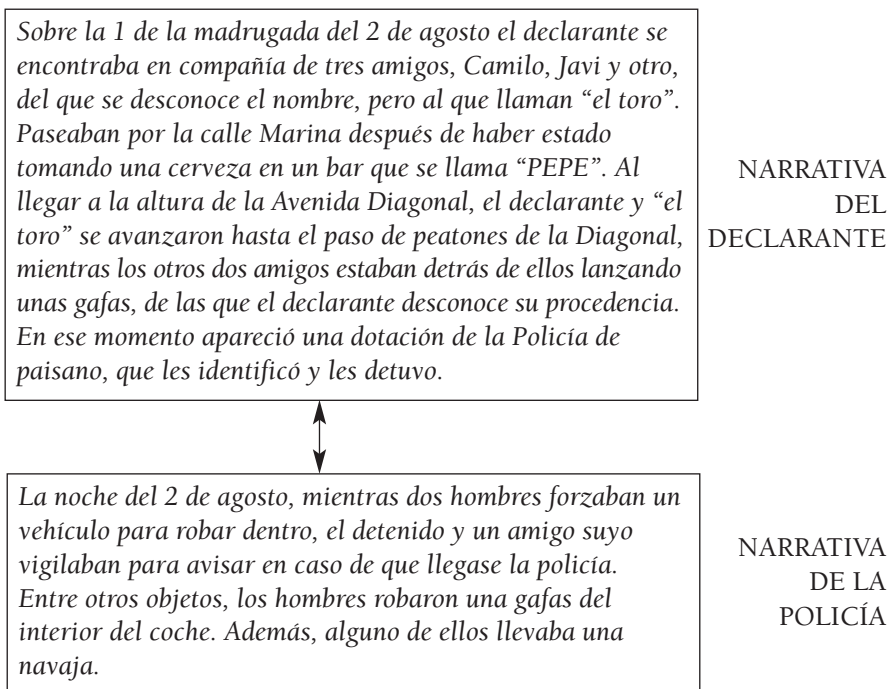 Sobre la 1 de la madrugada del 2 de agosto el declarante se
encontraba en compañía de tres amigos, Camilo, Javi y otro,
del que se desconoce el nombre, pero al que llaman “el toro”.
Paseaban por la calle Marina después de haber estado
tomando una cerveza en un bar que se llama “PEPE”. Al
llegar a la altura de la Avenida Diagonal, el declarante y “el
toro” se avanzaron hasta el paso de peatones de la Diagonal,
mientras los otros dos amigos estaban detrás de ellos lanzando
unas gafas, de las que el declarante desconoce su procedencia.
En ese momento apareció una dotación de la Policía de
paisano, que les identificó y les detuvo.
NARRATIVA
DEL
DECLARANTE
La noche del 2 de agosto, mientras dos hombres forzaban un
vehículo para robar dentro, el detenido y un amigo suyo
vigilaban para avisar en caso de que llegase la policía.
Entre otros objetos, los hombres robaron una gafas del
interior del coche. Además, alguno de ellos llevaba una
navaja.
NARRATIVA
DE LA
POLICÍA